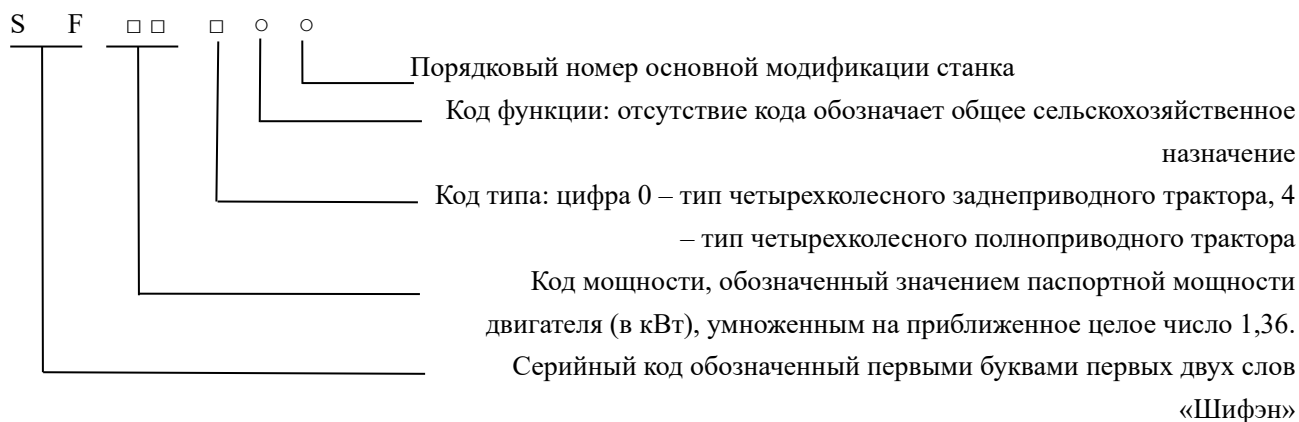 S F □ □ □ ○ ○
Порядковый номер основной модификации станка
Код функции: отсутствие кода обозначает общее сельскохозяйственное
назначение
Код типа: цифра 0 – тип четырехколесного заднеприводного трактора, 4
– тип четырехколесного полноприводного трактора
Код мощности, обозначенный значением паспортной мощности
двигателя (в кВт), умноженным на приближенное целое число 1,36.
Серийный код обозначенный первыми буквами первых двух слов
«Шифэн»